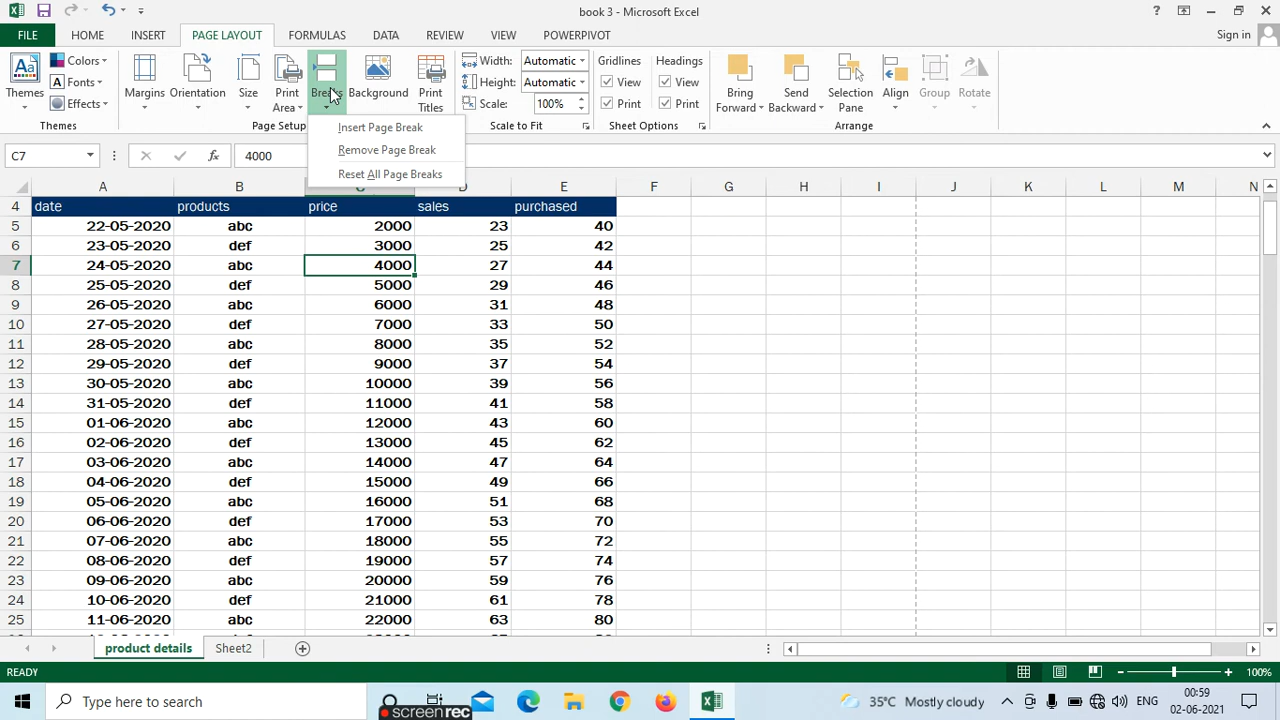 book 3 - Microsoft Excel
?
FILE HOME INSERT PAGE LAYOUT FORMULAS DATA REVIEW VIEW POWERPIVOT Sign in
Aa
Themes
Colors
A Fonts
Effects
Themes
Margins Orientation Size Print Area Breaks Background Print Titles
Page Setup
Width: Automatic
Height: Automatic
Scale: 100%
Scale to Fit
Gridlines Headings
View View
Print Print
Sheet Options
Bring Forward Send Backward Selection Pane Align Group Rotate
Arrange
Insert Page Break
Remove Page Break
Reset All Page Breaks
C7 fx 4000
A B C D E F G H I J K L M N
4 date products price sales purchased
5 22-05-2020 abc 2000 23 40
6 23-05-2020 def 3000 25 42
7 24-05-2020 abc 4000 27 44
8 25-05-2020 def 5000 29 46
9 26-05-2020 abc 6000 31 48
10 27-05-2020 def 7000 33 50
11 28-05-2020 abc 8000 35 52
12 29-05-2020 def 9000 37 54
13 30-05-2020 abc 10000 39 56
14 31-05-2020 def 11000 41 58
15 01-06-2020 abc 12000 43 60
16 02-06-2020 def 13000 45 62
17 03-06-2020 abc 14000 47 64
18 04-06-2020 def 15000 49 66
19 05-06-2020 abc 16000 51 68
20 06-06-2020 def 17000 53 70
21 07-06-2020 abc 18000 55 72
22 08-06-2020 def 19000 57 74
23 09-06-2020 abc 20000 59 76
24 10-06-2020 def 21000 61 78
25 11-06-2020 abc 22000 63 80
product details Sheet2
READY 100%
Type here to search
screenrec
35°C Mostly cloudy ENG 00:59
02-06-2021